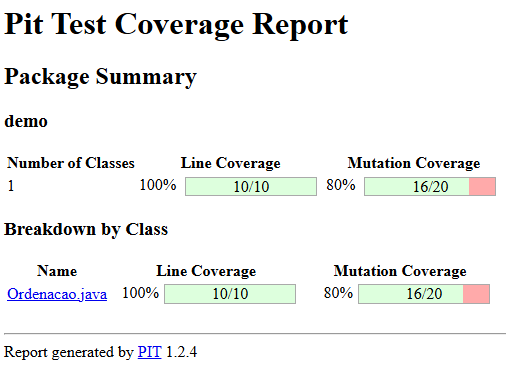 Pit Test Coverage Report
Package Summary
demo
Number of Classes Line Coverage Mutation Coverage
1 100% 10/10 80% 16/20
Breakdown by Class
Name Line Coverage Mutation Coverage
Ordenacao.java 100% 10/10 80% 16/20
Report generated by PIT 1.2.4